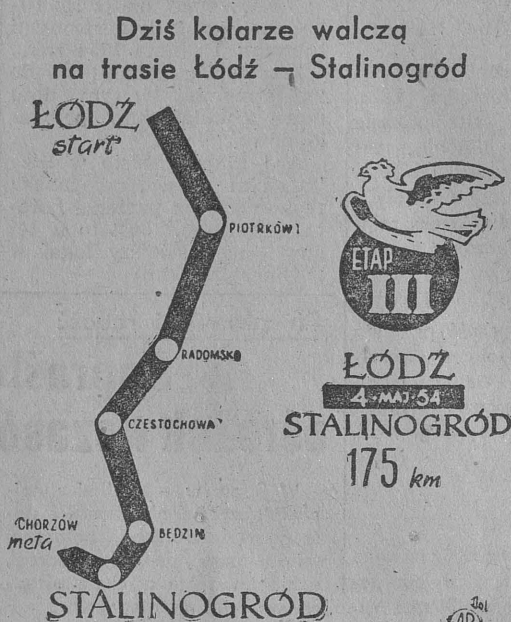 Dziś kolarze walczą
na trasie Łódź – Stalinogród
ŁÓDŹ
start
PIOTRKÓW
RADOMSKO
CZESTOCHOWA
BĘDZIN
CHORZÓW
meta
STALINOGRÓD
ETAP
III
ŁÓDŹ
4·MAJ·54
STALINOGRÓD
175 km